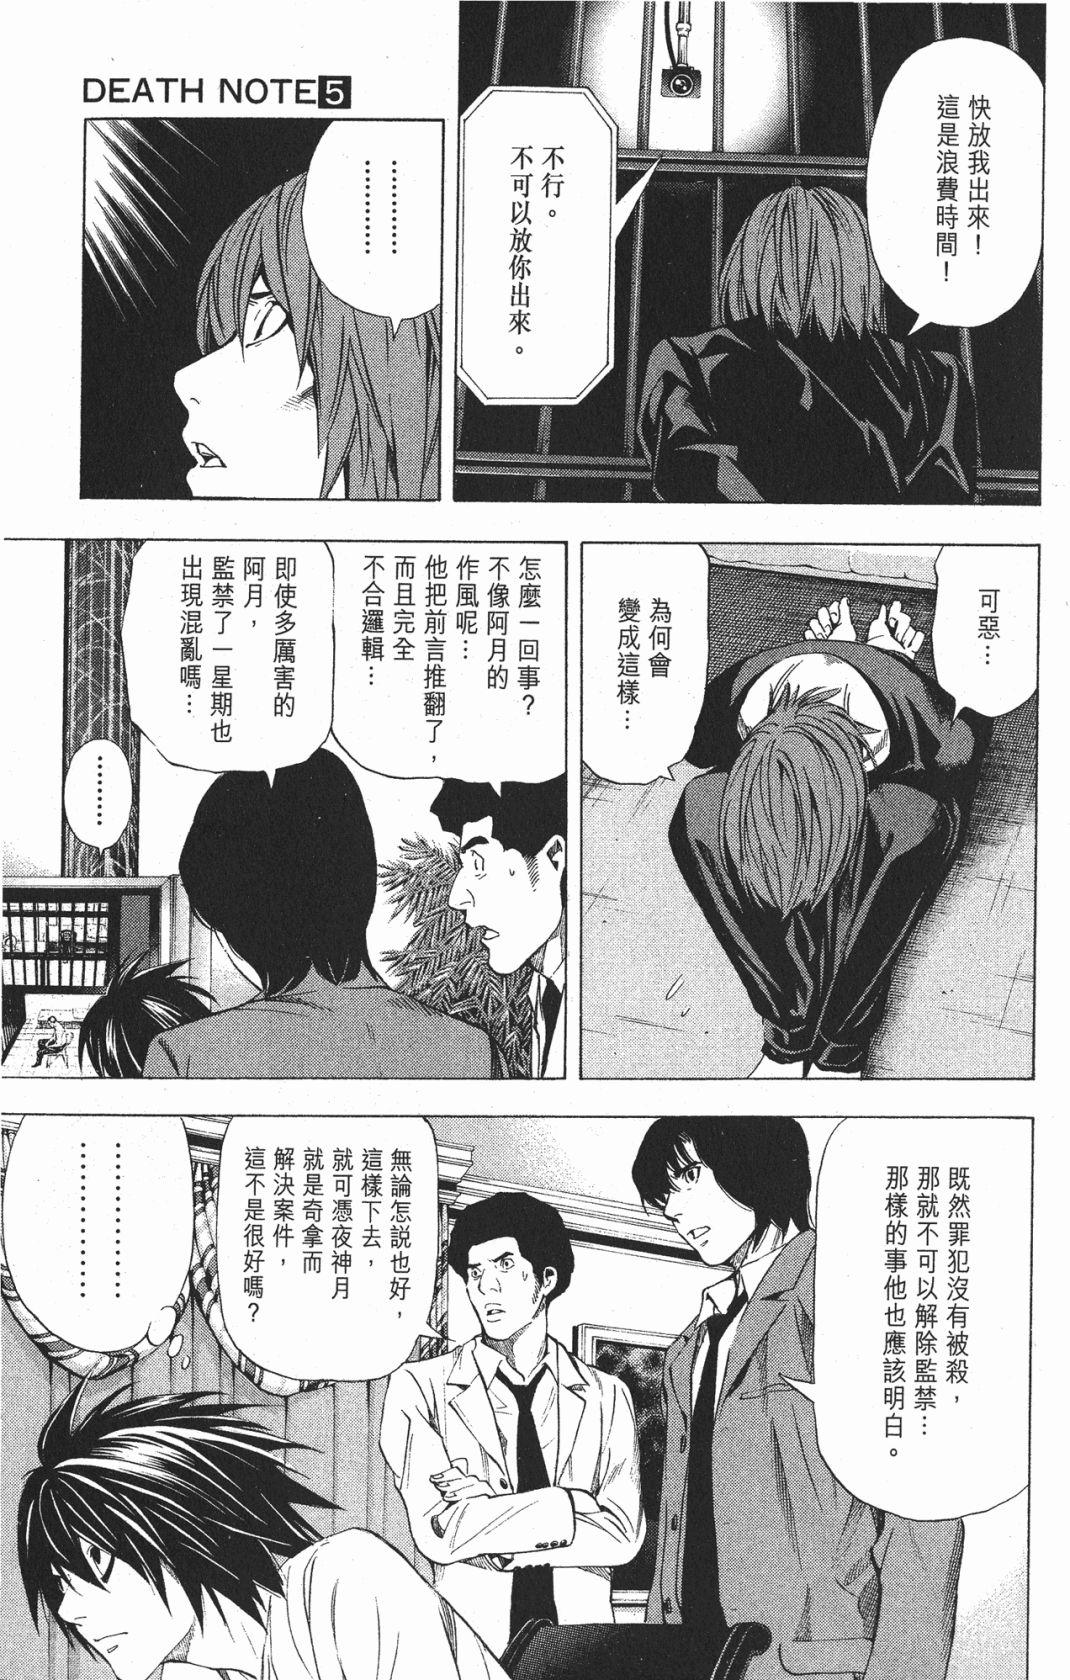 DEATH NOTE 5
快放我出來！
這是浪費時間！
不行。
不可以放你出來。
…………
…………
可惡…
為何會
變成這樣…
怎麼一回事？
不像阿月的
作風呢…
他把前言推翻了，
而且完全
不合邏輯…
即使多厲害的
阿月，
監禁了一星期也
出現混亂嗎…
………
既然罪犯沒有被殺，
那就不可以解除監禁…
那樣的事他也應該明白。
無論怎説也好，
這樣下去，
就可憑夜神月
就是奇拿而
解決案件，
這不是很好嗎？
……………
……………